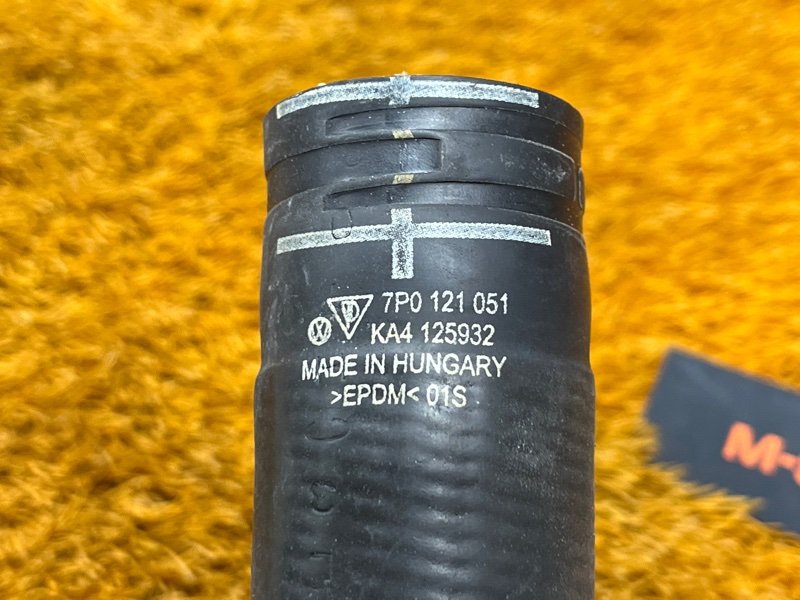 7P0 121 051
KA4 125932
MADE IN HUNGARY
>EPDM< 01S